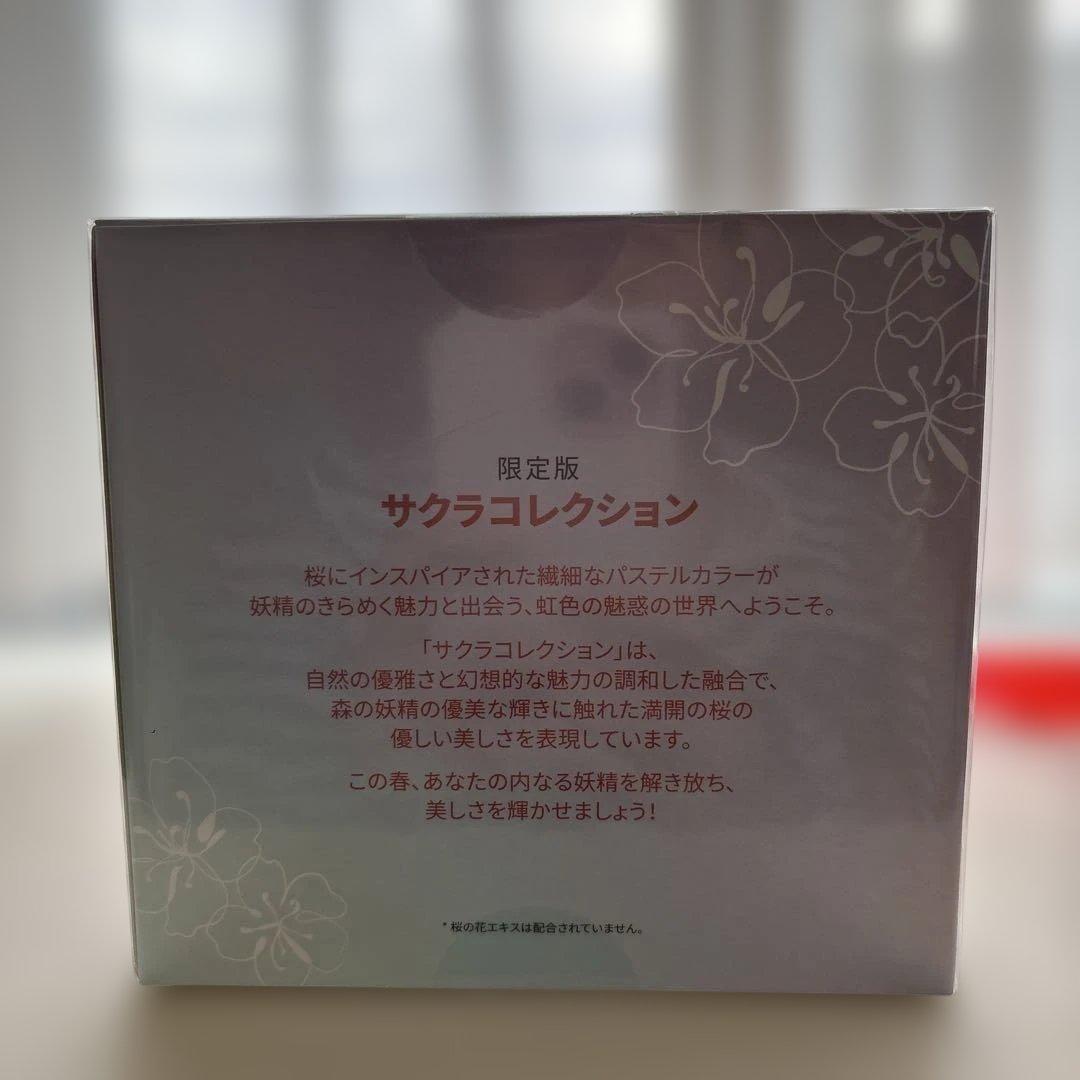 限定版
サクラコレクション
桜にインスパイアされた繊細なパステルカラーが
妖精のきらめく魅力と出会う、虹色の魅惑の世界へようこそ。
「サクラコレクション」は、
自然の優雅さと幻想的な魅力の調和した融合で、
森の妖精の優美な輝きに触れた満開の桜の
優しい美しさを表現しています。
この春、あなたの内なる妖精を解き放ち、
美しさを輝かせましょう！
* 桜の花エキスは配合されていません。